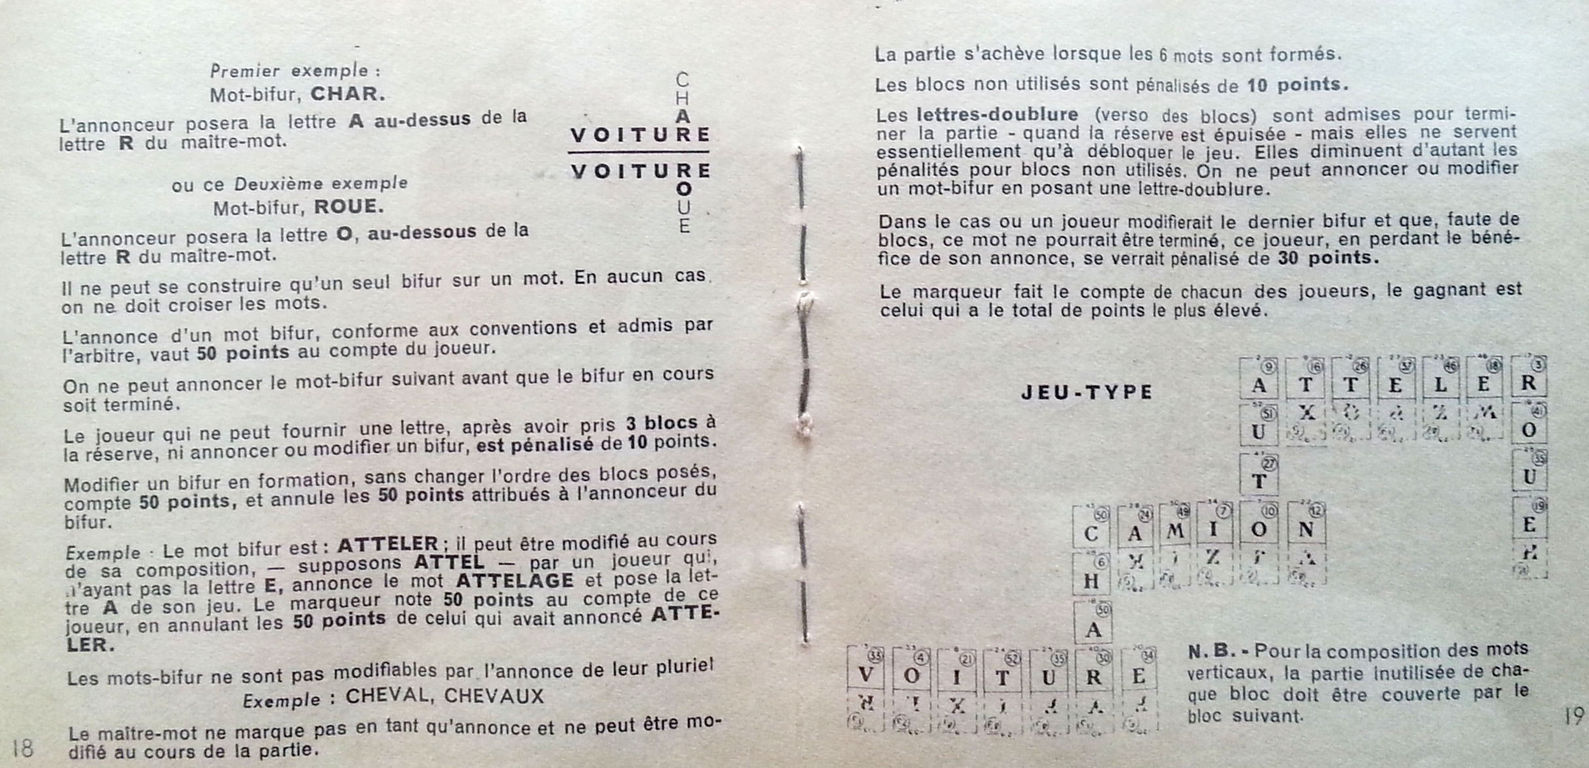 Premier exemple :
Mot-bifur, CHAR.
L'annonceur posera la lettre A au-dessus de la
lettre R du maître-mot.
C
H
A
VOITURE
ou ce Deuxième exemple
Mot-bifur, ROUE.
L'annonceur posera la lettre O, au-dessous de la
lettre R du maître-mot.
VOITURE
O
U
E
Il ne peut se construire qu'un seul bifur sur un mot. En aucun cas
on ne doit croiser les mots.
L'annonce d'un mot bifur, conforme aux conventions et admis par
l'arbitre, vaut 50 points au compte du joueur.
On ne peut annoncer le mot-bifur suivant avant que le bifur en cours
soit terminé.
Le joueur qui ne peut fournir une lettre, après avoir pris 3 blocs à
la réserve, ni annoncer ou modifier un bifur, est pénalisé de 10 points.
Modifier un bifur en formation, sans changer l'ordre des blocs posés,
compte 50 points, et annule les 50 points attribués à l'annonceur du
bifur.
Exemple : Le mot bifur est : ATTELER ; il peut être modifié au cours
de sa composition, — supposons ATTEL — par un joueur qui,
n'ayant pas la lettre E, annonce le mot ATTELAGE et pose la let-
tre A de son jeu. Le marqueur note 50 points au compte de ce
joueur, en annulant les 50 points de celui qui avait annoncé ATTE-
LER.
Les mots-bifur ne sont pas modifiables par l'annonce de leur pluriel
Exemple : CHEVAL, CHEVAUX
Le maître-mot ne marque pas en tant qu'annonce et ne peut être mo-
difié au cours de la partie.
18
La partie s'achève lorsque les 6 mots sont formés.
Les blocs non utilisés sont pénalisés de 10 points.
Les lettres-doublure (verso des blocs) sont admises pour termi-
ner la partie - quand la réserve est épuisée - mais elles ne servent
essentiellement qu'à débloquer le jeu. Elles diminuent d'autant les
pénalités pour blocs non utilisés. On ne peut annoncer ou modifier
un mot-bifur en posant une lettre-doublure.
Dans le cas ou un joueur modifierait le dernier bifur et que, faute de
blocs, ce mot ne pourrait être terminé, ce joueur, en perdant le béné-
fice de son annonce, se verrait pénalisé de 30 points.
Le marqueur fait le compte de chacun des joueurs, le gagnant est
celui qui a le total de points le plus élevé.
JEU-TYPE
A T T E L E R
U O
T U
C A M I O N E
H
A
V O I T U R E
N. B. - Pour la composition des mots
verticaux, la partie inutilisée de cha-
que bloc doit être couverte par le
bloc suivant.
19